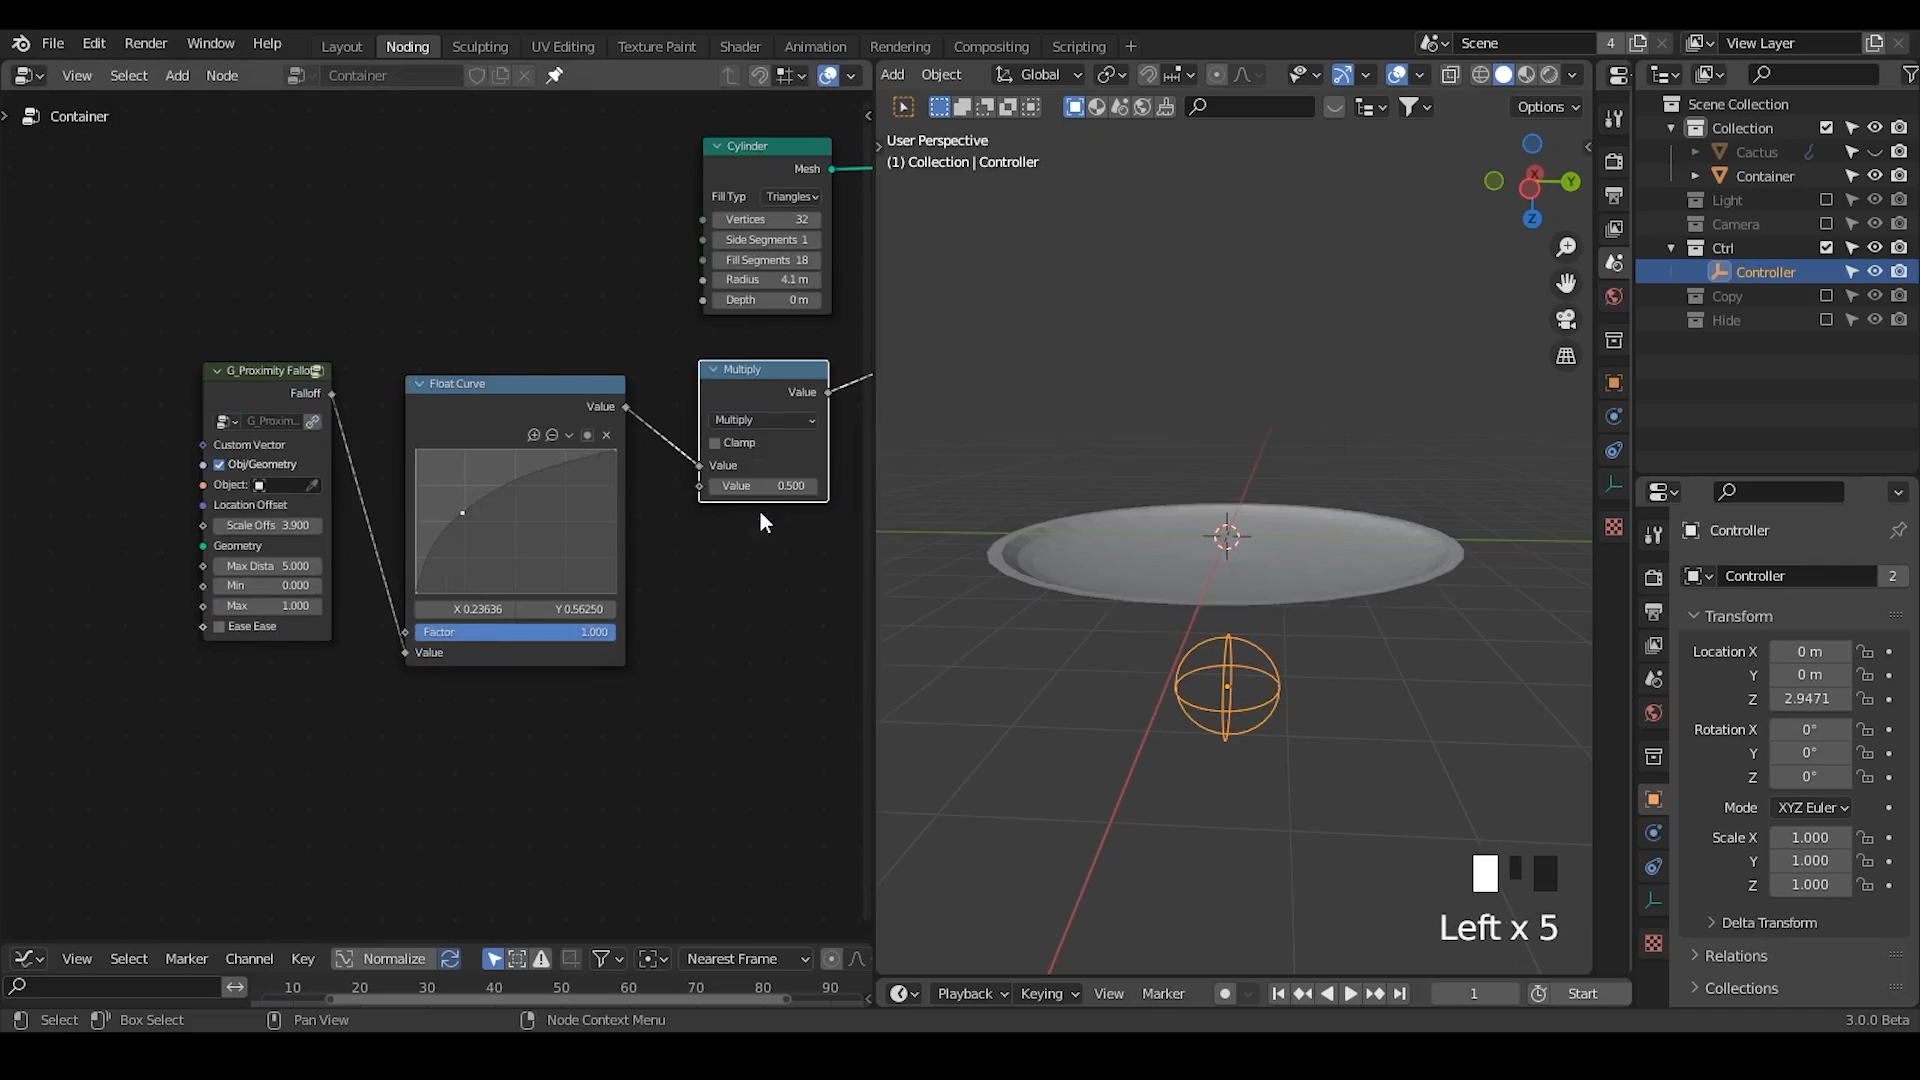 File Edit Render Window Help Layout Noding Sculpting UV Editing Texture Paint Shader Animation Rendering Compositing Scripting + Scene 4 View Layer
View Select Add Node Container Add Object Global
Options
Container
User Perspective
(1) Collection | Controller
Cylinder
Mesh
Fill Typ Triangles
Vertices 32
Side Segments 1
Fill Segments 18
Radius 4.1 m
Depth 0 m
G_Proximity Fallof
Falloff
G_Proxim...
Custom Vector
Obj/Geometry
Object:
Location Offset
Scale Offs 3.900
Geometry
Max Dista 5.000
Min 0.000
Max 1.000
Ease Ease
Float Curve
Value
X 0.23636 Y 0.56250
Factor 1.000
Value
Multiply
Value
Multiply
Clamp
Value
Value 0.500
X
Y
Z
Left x 5
Scene Collection
Collection
Cactus
Container
Light
Camera
Ctrl
Controller
Copy
Hide
Controller
Controller 2
Transform
Location X 0 m
Y 0 m
Z 2.9471
Rotation X 0°
Y 0°
Z 0°
Mode XYZ Euler
Scale X 1.000
Y 1.000
Z 1.000
Delta Transform
Relations
Collections
View Select Marker Channel Key Normalize Nearest Frame
10 20 30 40 50 60 70 80 90
Playback Keying View Marker 1 Start
Select Box Select Pan View Node Context Menu 3.0.0 Beta